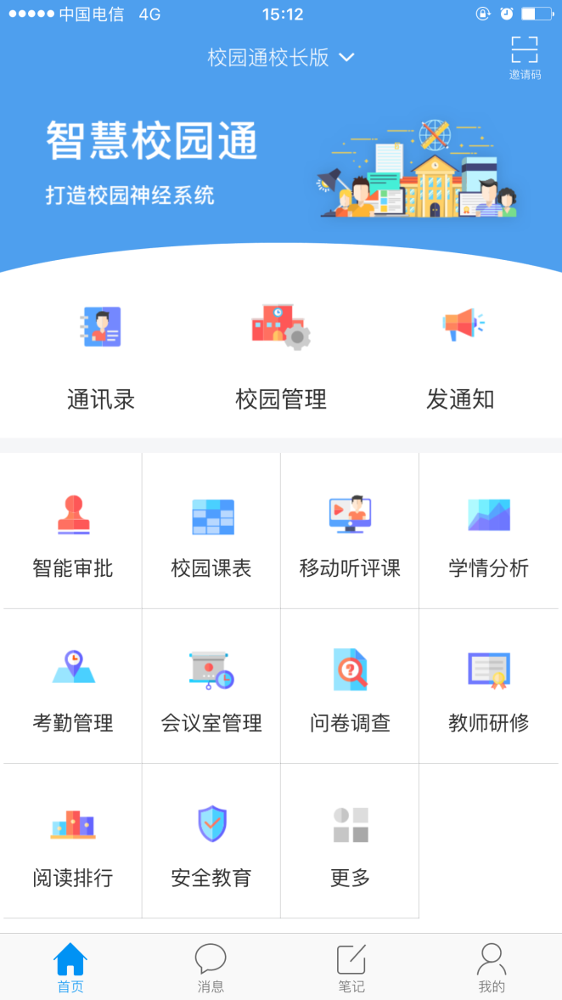 中国电信 4G 15:12
校园通校长版
邀请码
智慧校园通
打造校园神经系统
通讯录 校园管理 发通知
智能审批 校园课表 移动听评课 学情分析
考勤管理 会议室管理 问卷调查 教师研修
阅读排行 安全教育 更多
首页 消息 笔记 我的